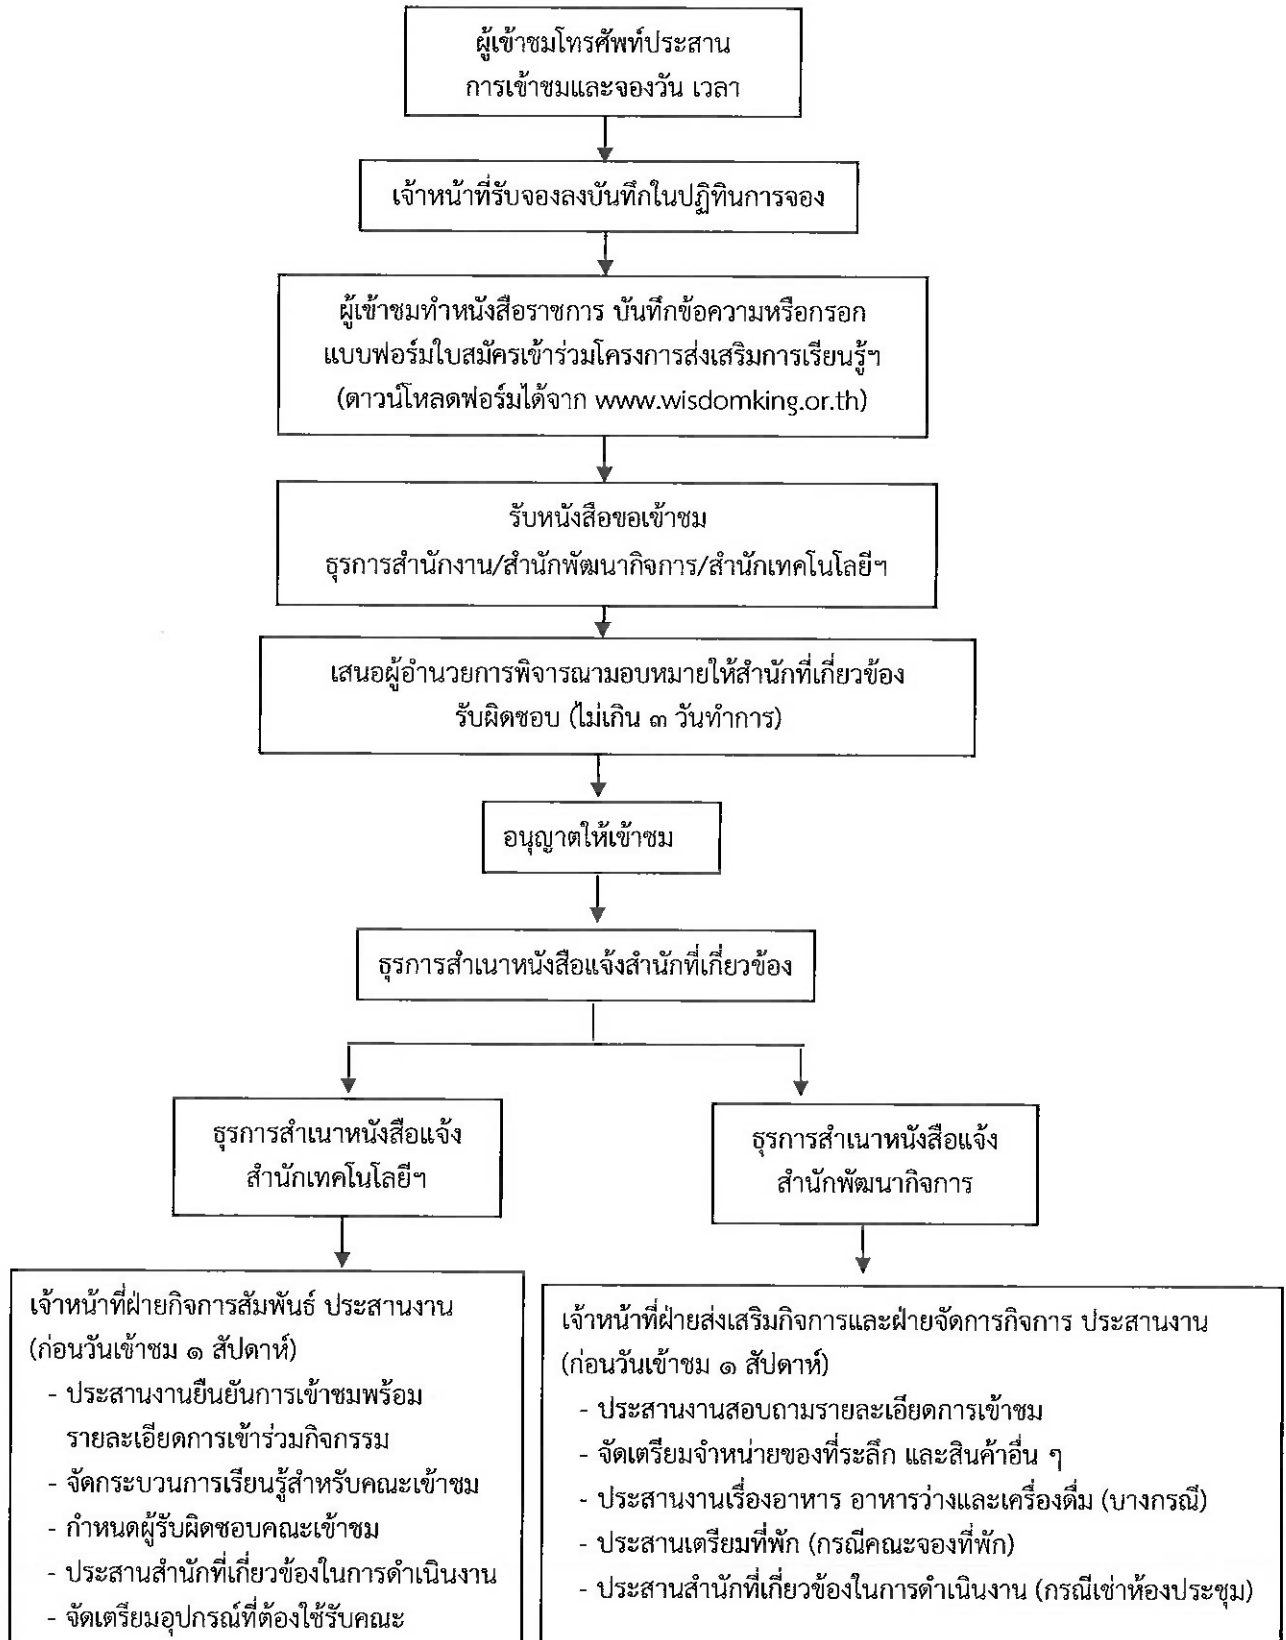 ผู้เข้าชมโทรศัพท์ประสาน
การเข้าชมและจองวัน เวลา
เจ้าหน้าที่รับจองลงบันทึกในปฏิทินการจอง
ผู้เข้าชมทำหนังสือราชการ บันทึกข้อความหรือกรอก
แบบฟอร์มใบสมัครเข้าร่วมโครงการส่งเสริมการเรียนรู้ฯ
(ดาวน์โหลดฟอร์มได้จาก www.wisdomking.or.th)
รับหนังสือขอเข้าชม
ธุรการสำนักงาน/สำนักพัฒนากิจการ/สำนักเทคโนโลยีฯ
เสนอผู้อำนวยการพิจารณามอบหมายให้สำนักที่เกี่ยวข้อง
รับผิดชอบ (ไม่เกิน ๓ วันทำการ)
อนุญาตให้เข้าชม
ธุรการสำเนาหนังสือแจ้งสำนักที่เกี่ยวข้อง
ธุรการสำเนาหนังสือแจ้ง
สำนักเทคโนโลยีฯ
ธุรการสำเนาหนังสือแจ้ง
สำนักพัฒนากิจการ
เจ้าหน้าที่ฝ่ายกิจการสัมพันธ์ ประสานงาน
(ก่อนวันเข้าชม ๑ สัปดาห์)
- ประสานงานยืนยันการเข้าชมพร้อม
รายละเอียดการเข้าร่วมกิจกรรม
- จัดกระบวนการเรียนรู้สำหรับคณะเข้าชม
- กำหนดผู้รับผิดชอบคณะเข้าชม
- ประสานสำนักที่เกี่ยวข้องในการดำเนินงาน
- จัดเตรียมอุปกรณ์ที่ต้องใช้รับคณะ
เจ้าหน้าที่ฝ่ายส่งเสริมกิจการและฝ่ายจัดการกิจการ ประสานงาน
(ก่อนวันเข้าชม ๑ สัปดาห์)
- ประสานงานสอบถามรายละเอียดการเข้าชม
- จัดเตรียมจำหน่ายของที่ระลึก และสินค้าอื่น ๆ
- ประสานงานเรื่องอาหาร อาหารว่างและเครื่องดื่ม (บางกรณี)
- ประสานเตรียมที่พัก (กรณีคณะจองที่พัก)
- ประสานสำนักที่เกี่ยวข้องในการดำเนินงาน (กรณีเช่าห้องประชุม)